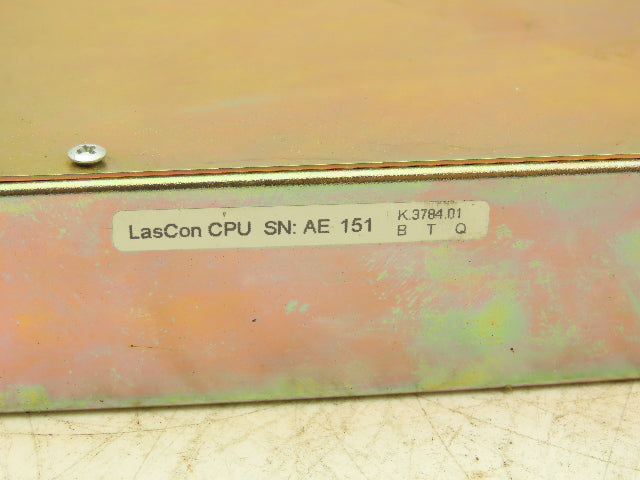 LasCon CPU SN: AE 151
K.3784.01
B T Q